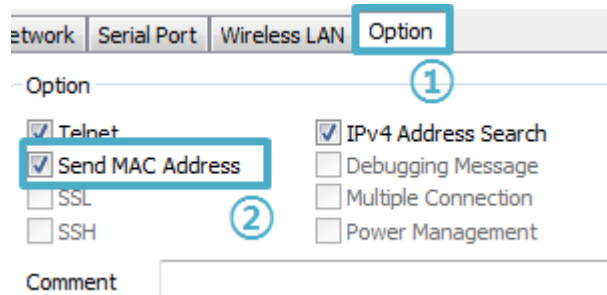 etwork Serial Port Wireless LAN Option
①
Option
Telnet IPv4 Address Search
Send MAC Address Debugging Message
SSL Multiple Connection
②
SSH Power Management
Comment